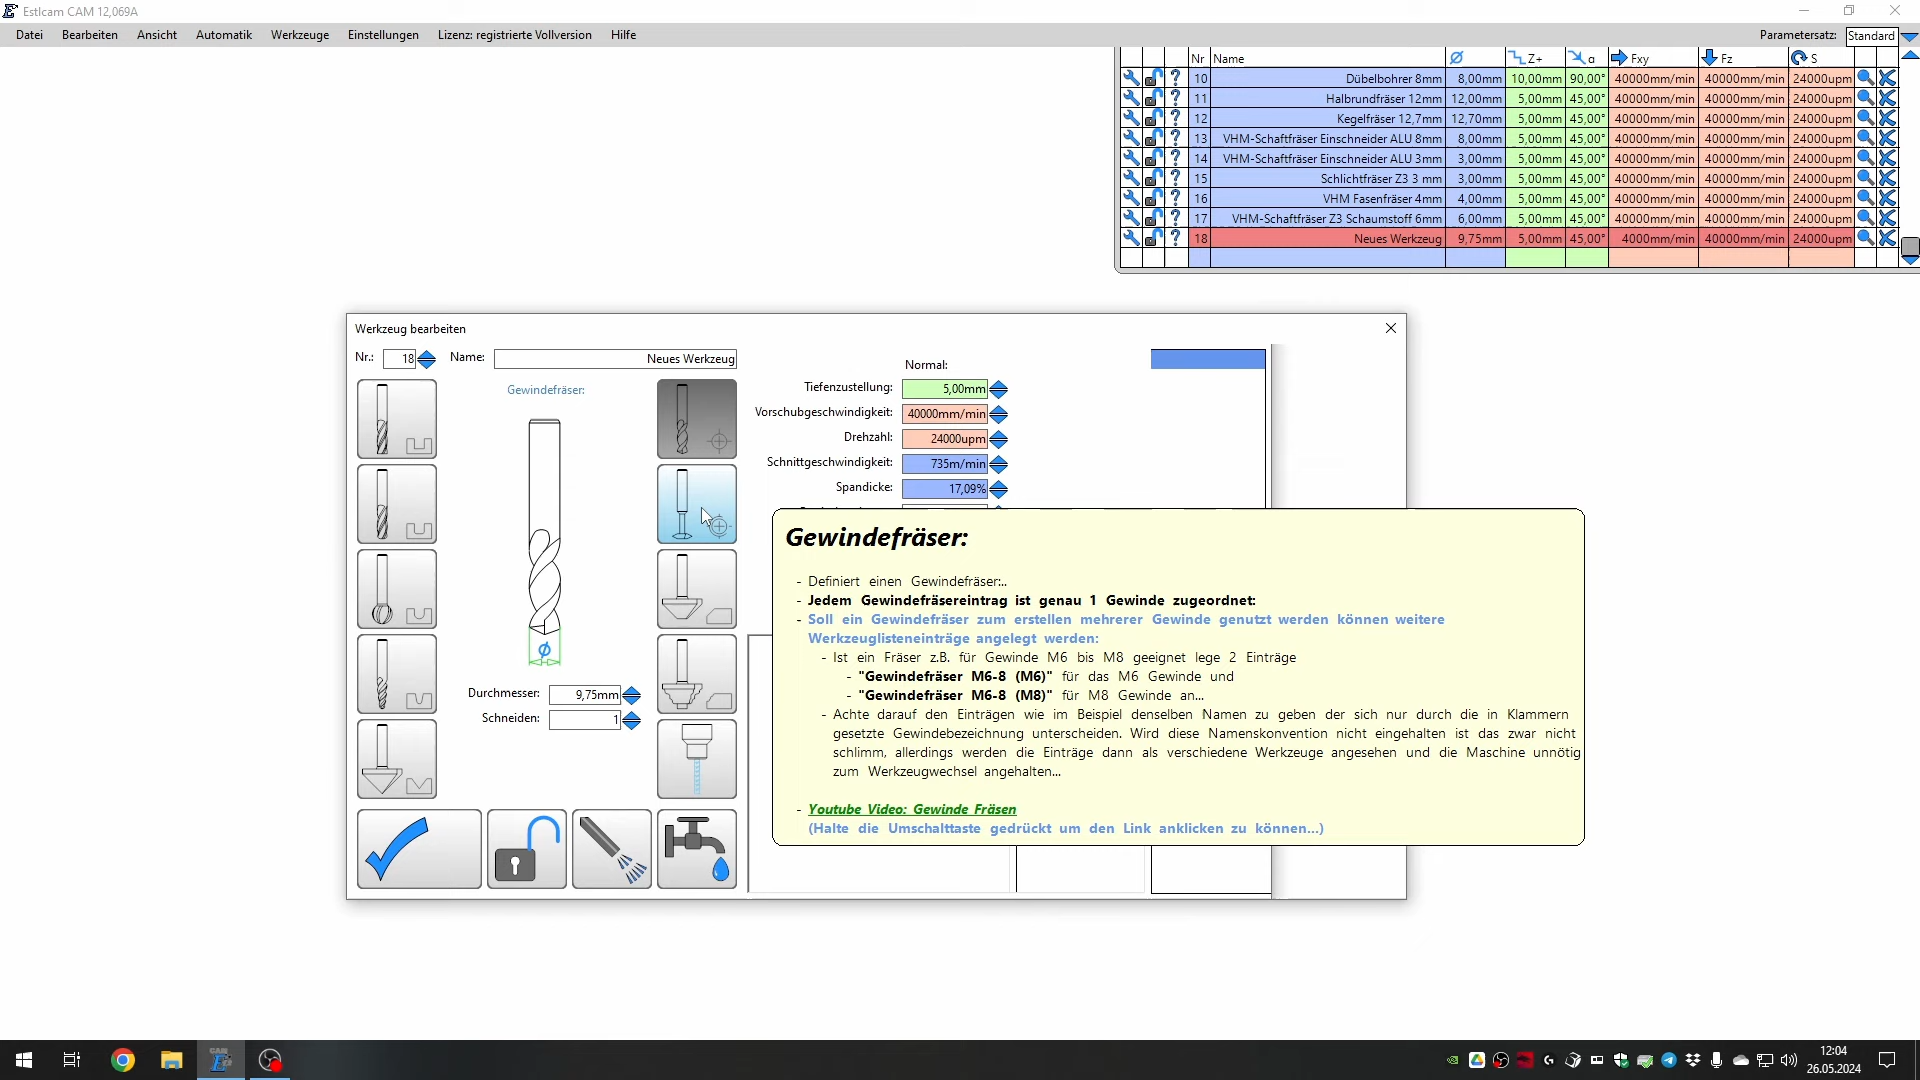 Estlcam CAM 12,069A
Datei Bearbeiten Ansicht Automatik Werkzeuge Einstellungen Lizenz: registrierte Vollversion Hilfe
Parametersatz: Standard
Nr Name Ø Z+ α Fxy Fz S
10 Dübelbohrer 8mm 8,00mm 10,00mm 90,00° 40000mm/min 40000mm/min 24000upm
11 Halbrundfräser 12mm 12,00mm 5,00mm 45,00° 40000mm/min 40000mm/min 24000upm
12 Kegelfräser 12,7mm 12,70mm 5,00mm 45,00° 40000mm/min 40000mm/min 24000upm
13 VHM-Schaftfräser Einschneider ALU 8mm 8,00mm 5,00mm 45,00° 40000mm/min 40000mm/min 24000upm
14 VHM-Schaftfräser Einschneider ALU 3mm 3,00mm 5,00mm 45,00° 40000mm/min 40000mm/min 24000upm
15 Schlichtfräser Z3 3 mm 3,00mm 5,00mm 45,00° 40000mm/min 40000mm/min 24000upm
16 VHM Fasenfräser 4mm 4,00mm 5,00mm 45,00° 40000mm/min 40000mm/min 24000upm
17 VHM-Schaftfräser Z3 Schaumstoff 6mm 6,00mm 5,00mm 45,00° 40000mm/min 40000mm/min 24000upm
18 Neues Werkzeug 9,75mm 5,00mm 45,00° 4000mm/min 40000mm/min 24000upm
Werkzeug bearbeiten
Nr.: 18 Name: Neues Werkzeug
Gewindefräser:
Normal:
Tiefenzustellung: 5,00mm
Vorschubgeschwindigkeit: 40000mm/min
Drehzahl: 24000upm
Schnittgeschwindigkeit: 735m/min
Spandicke: 17,09%
Ø
Durchmesser: 9,75mm
Schneiden: 1
Gewindefräser:
- Definiert einen Gewindefräser:..
- Jedem Gewindefräsereintrag ist genau 1 Gewinde zugeordnet:
- Soll ein Gewindefräser zum erstellen mehrerer Gewinde genutzt werden können weitere
Werkzeuglisteneinträge angelegt werden:
- Ist ein Fräser z.B. für Gewinde M6 bis M8 geeignet lege 2 Einträge
- "Gewindefräser M6-8 (M6)" für das M6 Gewinde und
- "Gewindefräser M6-8 (M8)" für M8 Gewinde an...
- Achte darauf den Einträgen wie im Beispiel denselben Namen zu geben der sich nur durch die in Klammern
gesetzte Gewindebezeichnung unterscheiden. Wird diese Namenskonvention nicht eingehalten ist das zwar nicht
schlimm, allerdings werden die Einträge dann als verschiedene Werkzeuge angesehen und die Maschine unnötig
zum Werkzeugwechsel angehalten...
- Youtube Video: Gewinde Fräsen
(Halte die Umschalttaste gedrückt um den Link anklicken zu können...)
12:04
26.05.2024